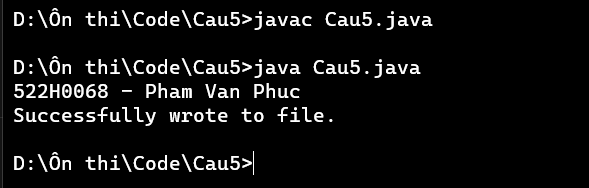 D:\Ôn thi\Code\Cau5>javac Cau5.java
D:\Ôn thi\Code\Cau5>java Cau5.java
522H0068 - Pham Van Phuc
Successfully wrote to file.
D:\Ôn thi\Code\Cau5>